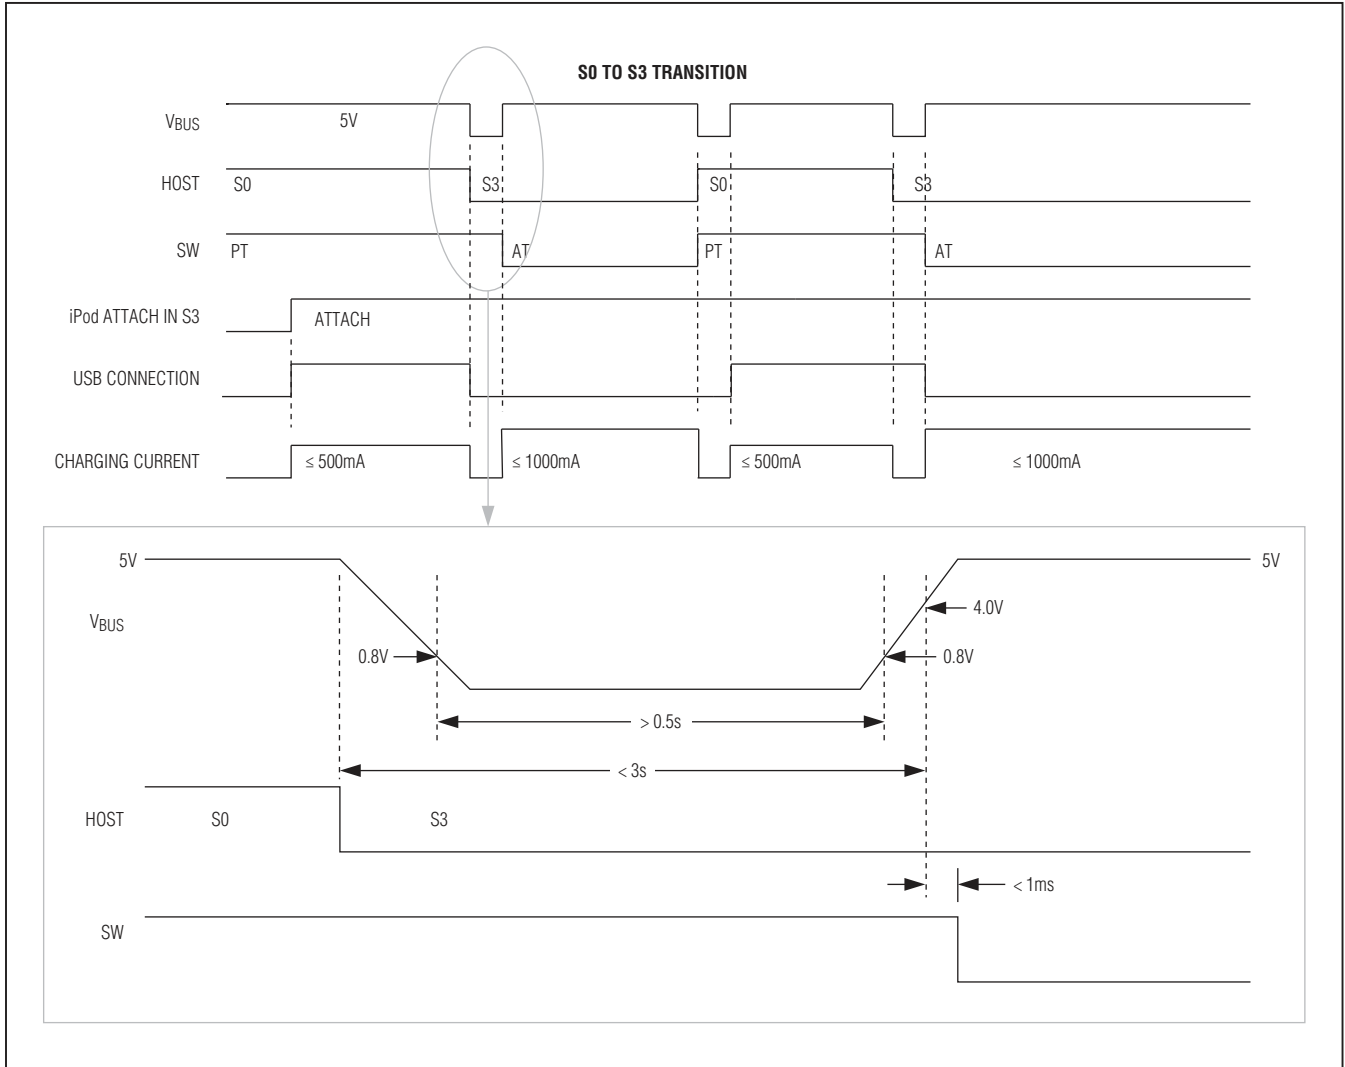 S0 TO S3 TRANSITION
VBUS 5V
HOST S0 S3 S0 S3
SW PT AT PT AT
iPod ATTACH IN S3 ATTACH
USB CONNECTION
CHARGING CURRENT ≤ 500mA ≤ 1000mA ≤ 500mA ≤ 1000mA
5V 5V
4.0V
VBUS
0.8V 0.8V
> 0.5s
< 3s
HOST S0 S3
< 1ms
SW